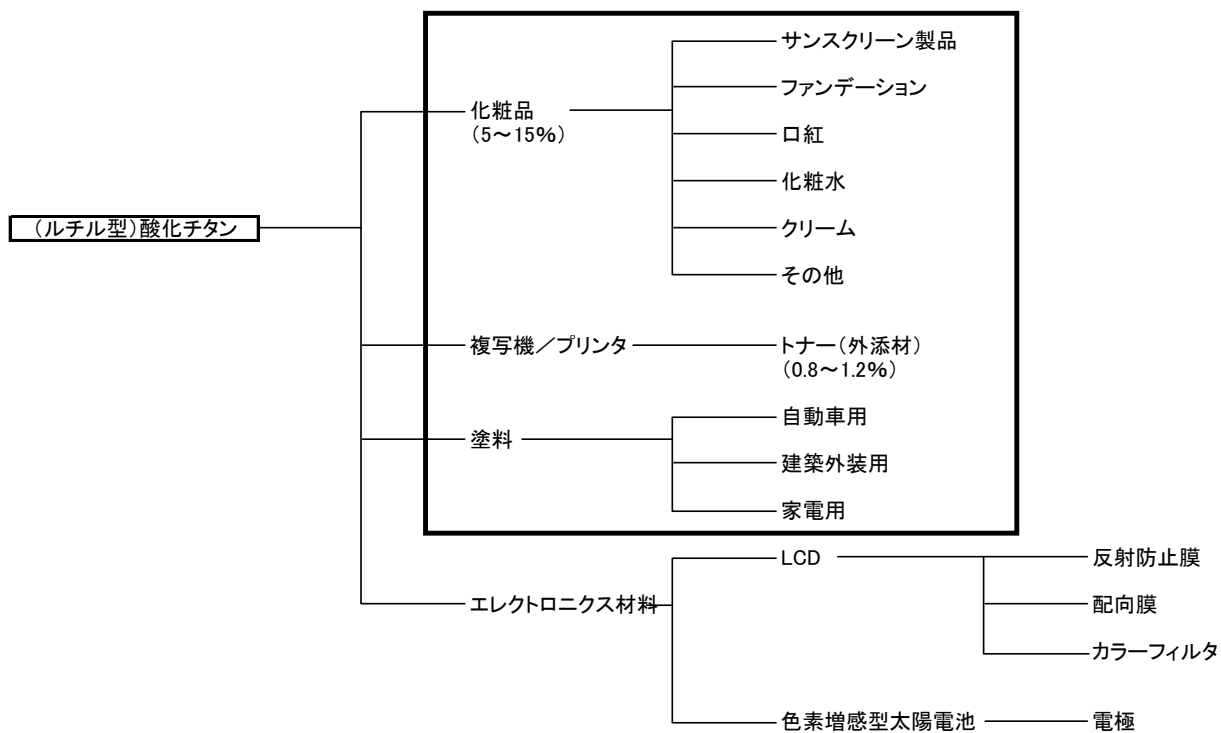 サンスクリーン製品
ファンデーション
化粧品
(5～15%)
口紅
化粧水
(ルチル型)酸化チタン
クリーム
その他
複写機／プリンタ
トナー(外添材)
(0.8～1.2%)
自動車用
塗料
建築外装用
家電用
LCD
反射防止膜
エレクトロニクス材料
配向膜
カラーフィルタ
色素増感型太陽電池
電極